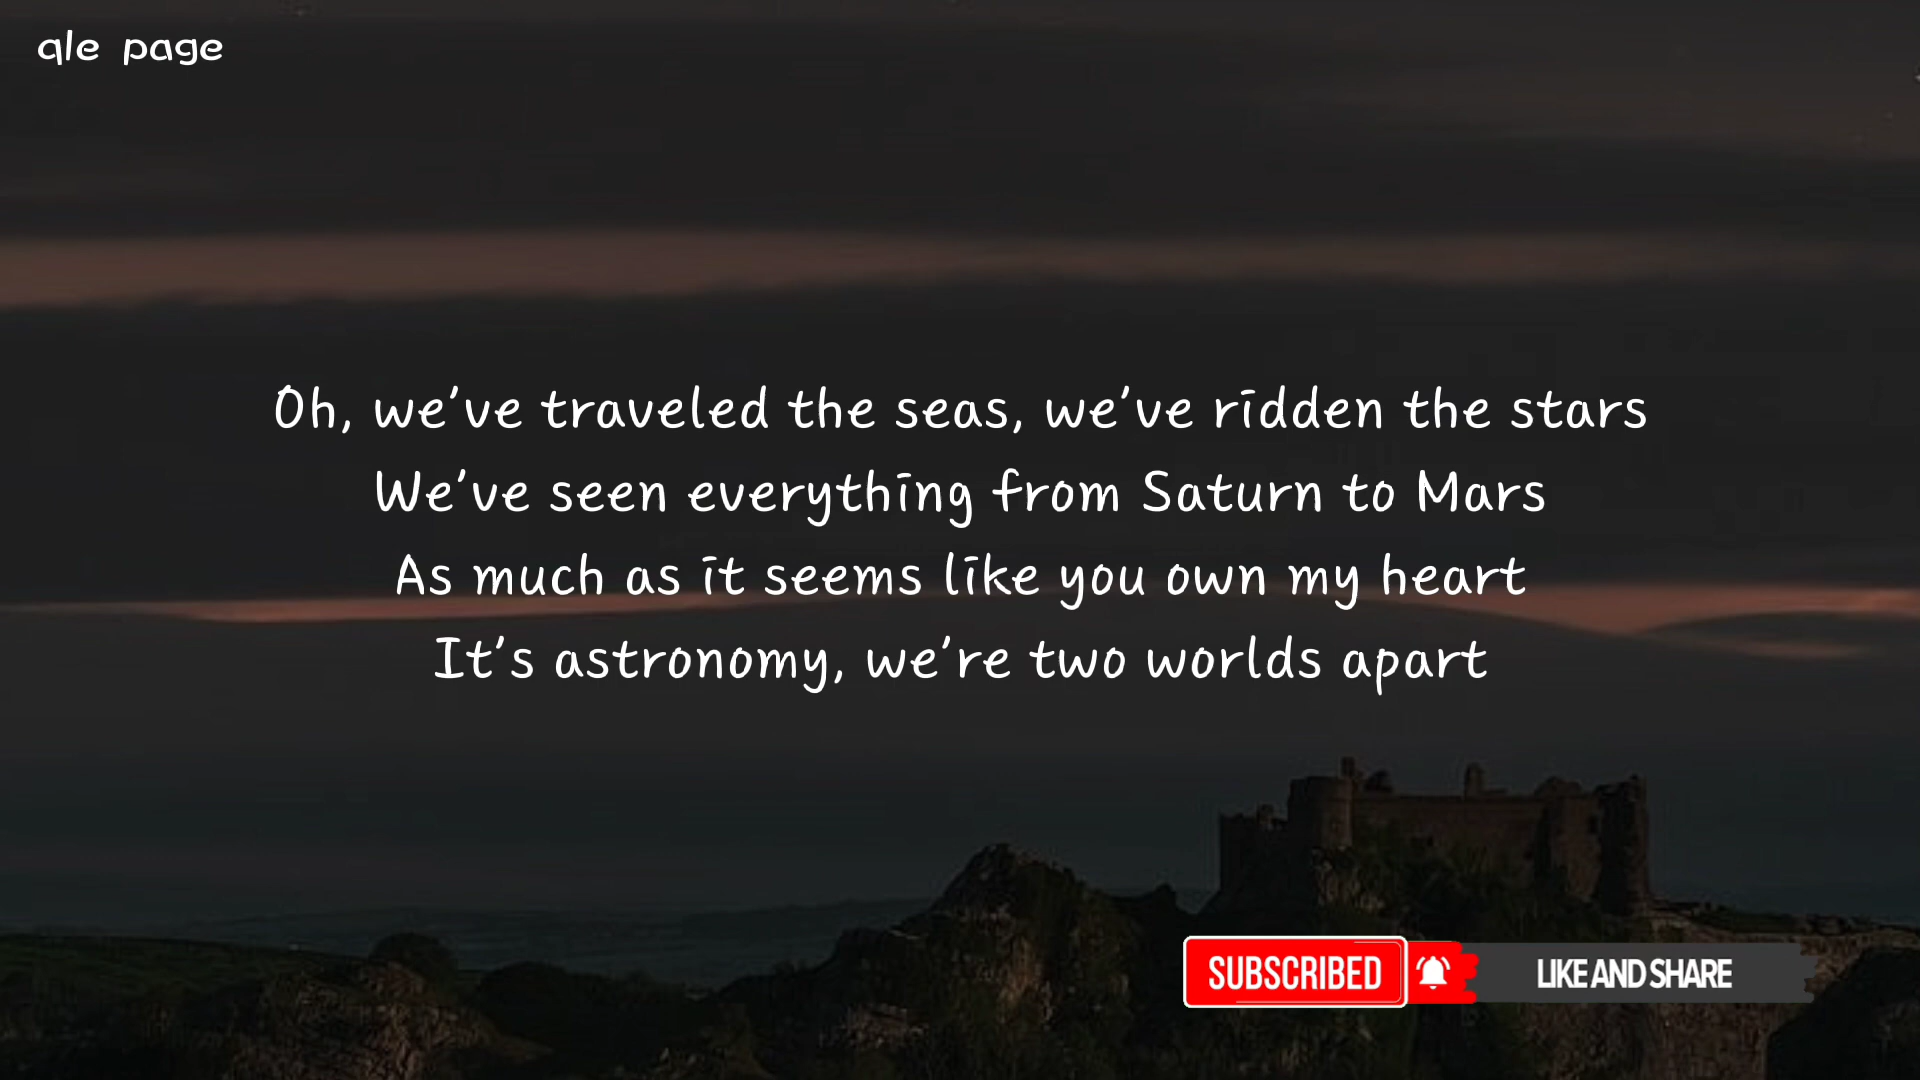 qle page
Oh, we've traveled the seas, we've ridden the stars
We've seen everything from Saturn to Mars
As much as it seems like you own my heart
It's astronomy, we're two worlds apart
SUBSCRIBED
LIKE AND SHARE